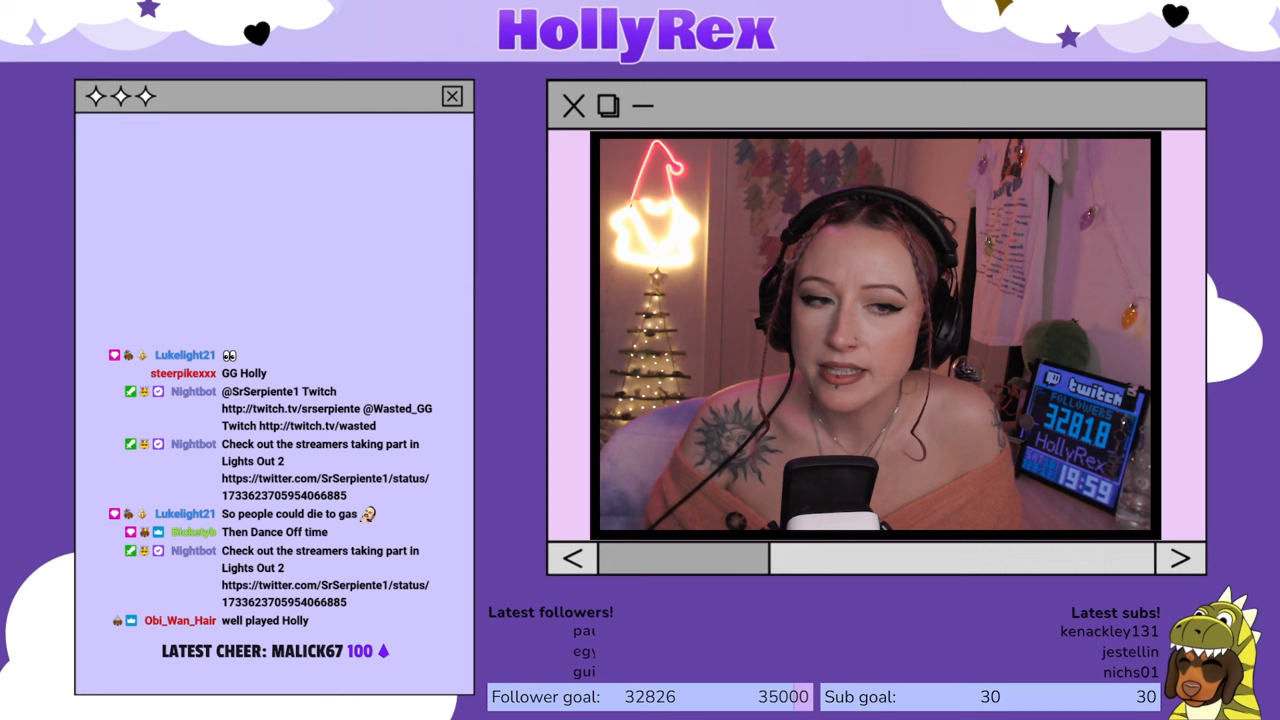 HollyRex
Lukelight21
steerpikexxx GG Holly
Nightbot @SrSerpiente1 Twitch
http://twitch.tv/srserpiente @Wasted_GG
Twitch http://twitch.tv/wasted
Nightbot Check out the streamers taking part in
Lights Out 2
https://twitter.com/SrSerpiente1/status/
1733623705954066885
Lukelight21 So people could die to gas
Bicketyb Then Dance Off time
Nightbot Check out the streamers taking part in
Lights Out 2
https://twitter.com/SrSerpiente1/status/
1733623705954066885
Obi_Wan_Hair well played Holly
LATEST CHEER: MALICK67 100
twitch
FOLLOWERS
32818
HollyRex
19:59
Latest followers!
pau
egy
gui
Latest subs!
kenackley131
jestellin
nichs01
Follower goal: 32826 35000
Sub goal: 30 30